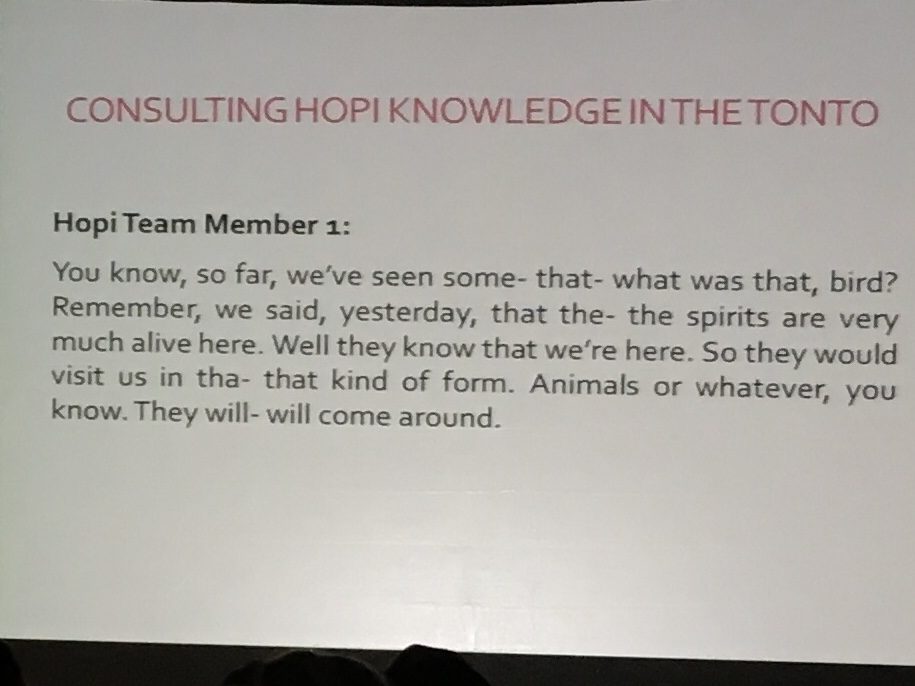 CONSULTING HOPI KNOWLEDGE IN THE TONTO
Hopi Team Member 1:
You know, so far, we've seen some- that- what was that, bird?
Remember, we said, yesterday, that the- the spirits are very
much alive here. Well they know that we're here. So they would
visit us in tha- that kind of form. Animals or whatever, you
know. They will- will come around.